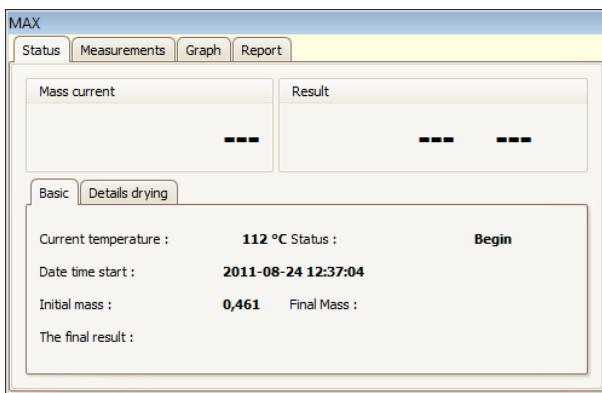 MAX
Status Measurements Graph Report
Mass current Result
--- --- ---
Basic Details drying
Current temperature : 112 °C Status : Begin
Date time start : 2011-08-24 12:37:04
Initial mass : 0,461 Final Mass :
The final result :